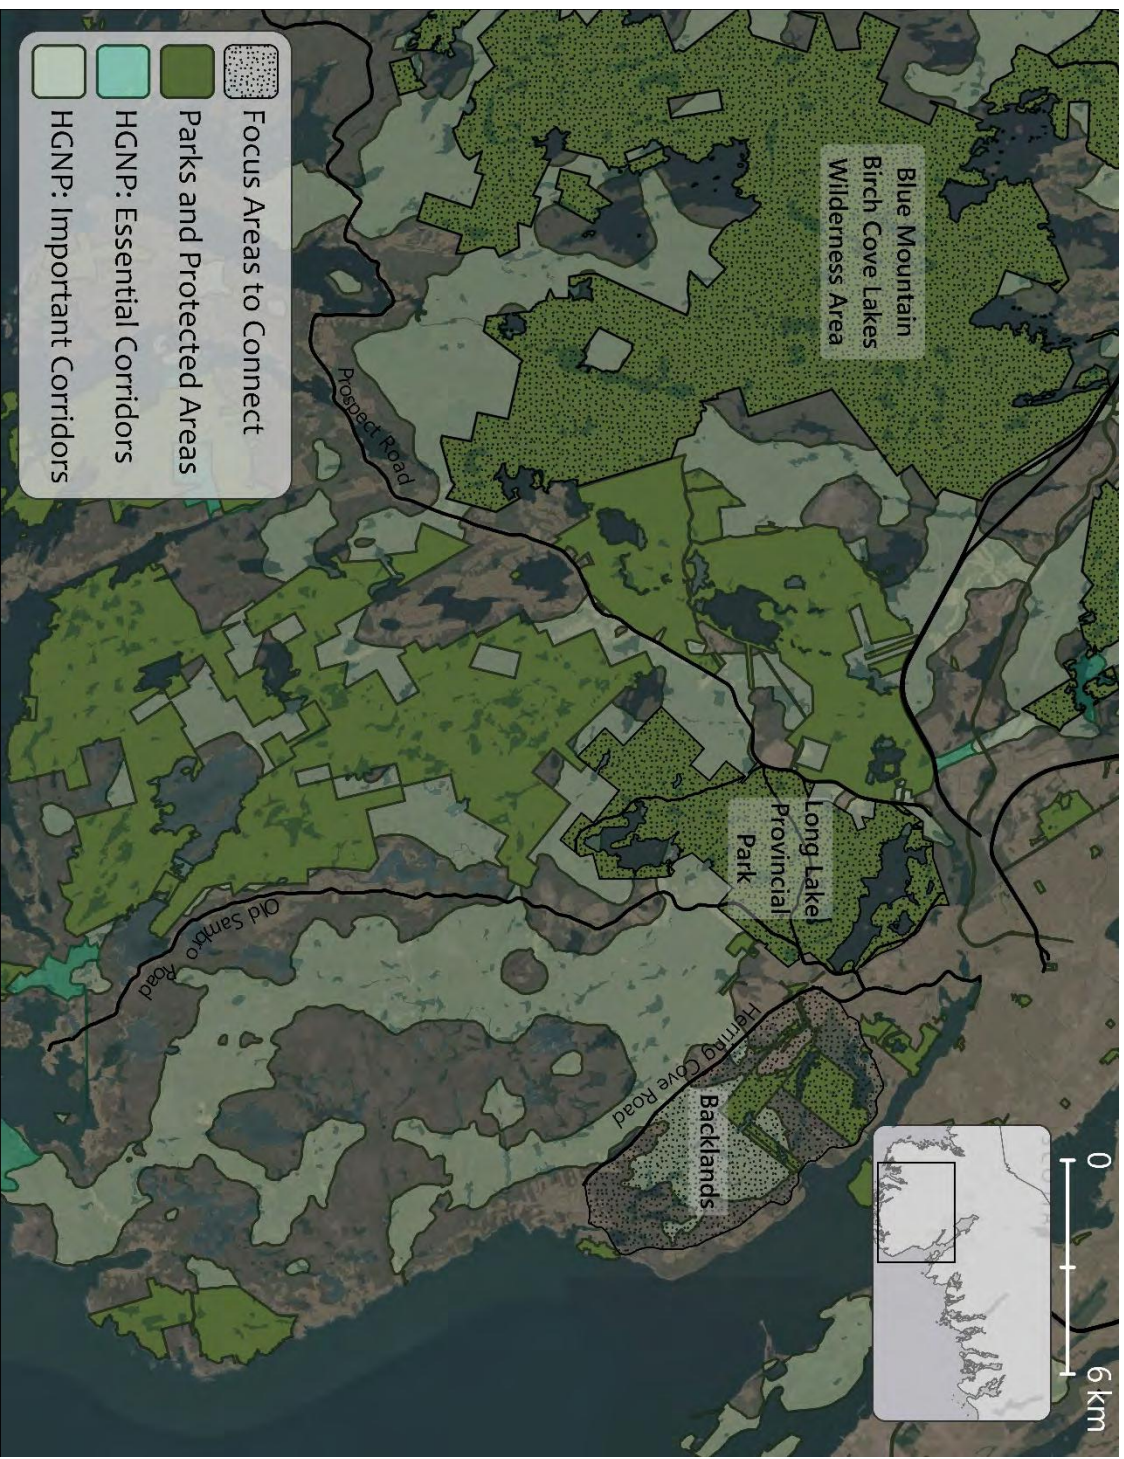 Blue Mountain
Birch Cove Lakes
Wilderness Area
Long Lake
Provincial
Park
Backlands
Prospect Road
Old Sambro Road
Herring Cove Road
0
6 km
Focus Areas to Connect
Parks and Protected Areas
HGNP: Essential Corridors
HGNP: Important Corridors